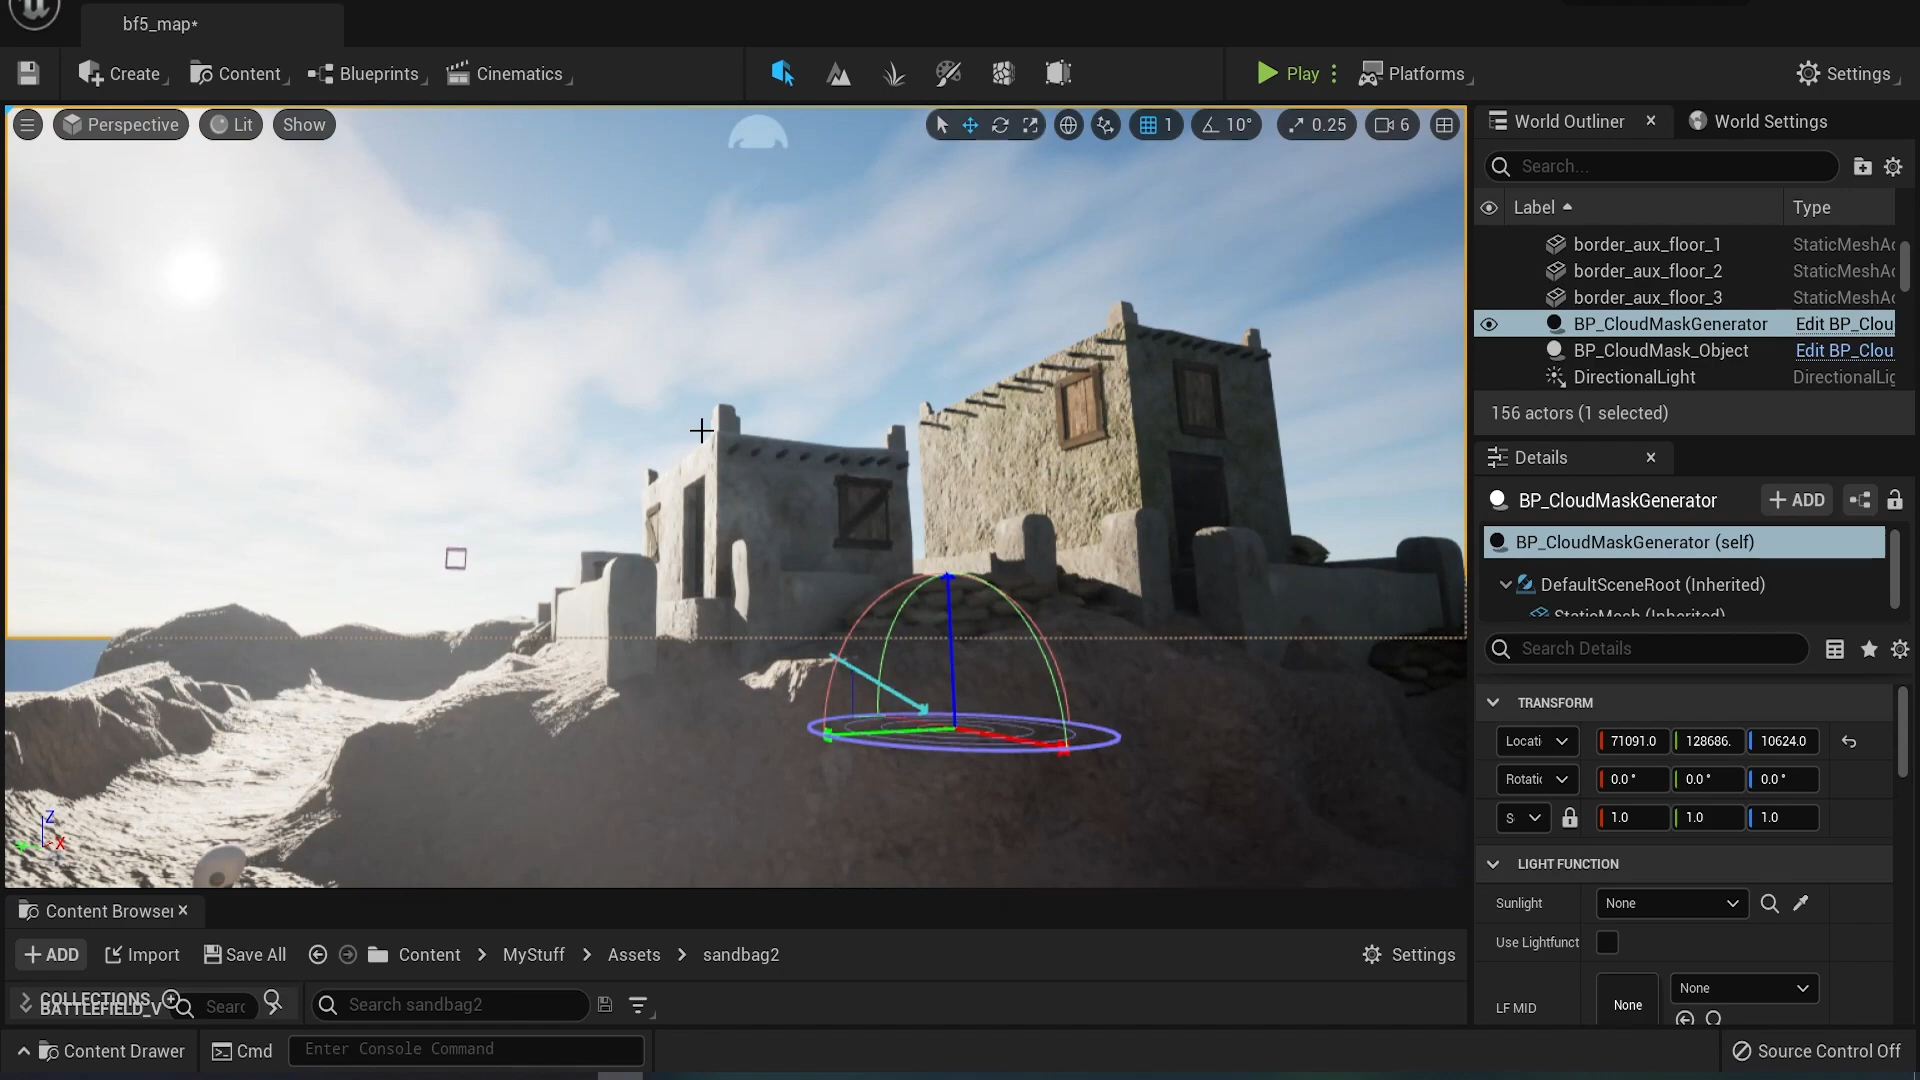 bf5_map*
Create
Content
Blueprints
Cinematics
Play
Platforms
Settings
Perspective
Lit
Show
1
10°
0.25
6
World Outliner
World Settings
Search...
Label
Type
border_aux_floor_1 StaticMeshAc
border_aux_floor_2 StaticMeshAc
border_aux_floor_3 StaticMeshAc
BP_CloudMaskGenerator Edit BP_Clou
BP_CloudMask_Object Edit BP_Clou
DirectionalLight DirectionalLig
156 actors (1 selected)
Details
BP_CloudMaskGenerator
ADD
BP_CloudMaskGenerator (self)
DefaultSceneRoot (Inherited)
StaticMesh (Inherited)
Search Details
TRANSFORM
Locati 71091.0 128686. 10624.0
Rotatic 0.0° 0.0° 0.0°
S 1.0 1.0 1.0
LIGHT FUNCTION
Sunlight None
Use Lightfunct
LF MID None None
Z
X
Content Browser
ADD
Import
Save All
Content
MyStuff
Assets
sandbag2
Settings
COLLECTIONS
BATTLEFIELD_V
Searc
Search sandbag2
Content Drawer
Cmd
Enter Console Command
Source Control Off